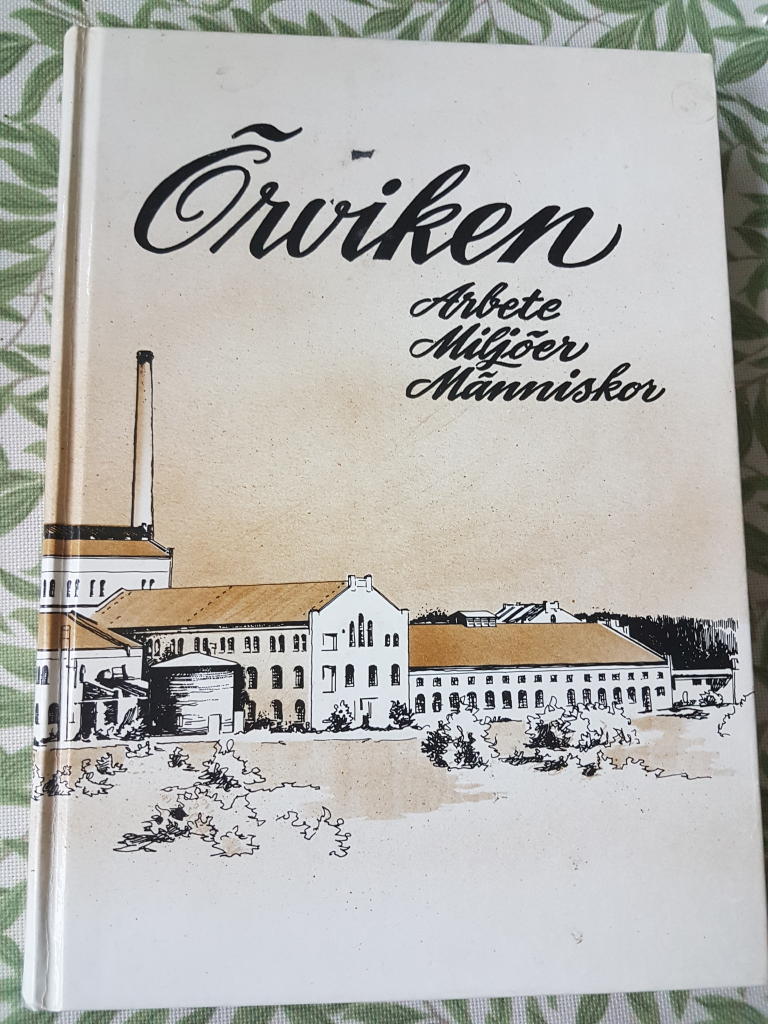 Örviken
Arbete
Miljöer
Människor